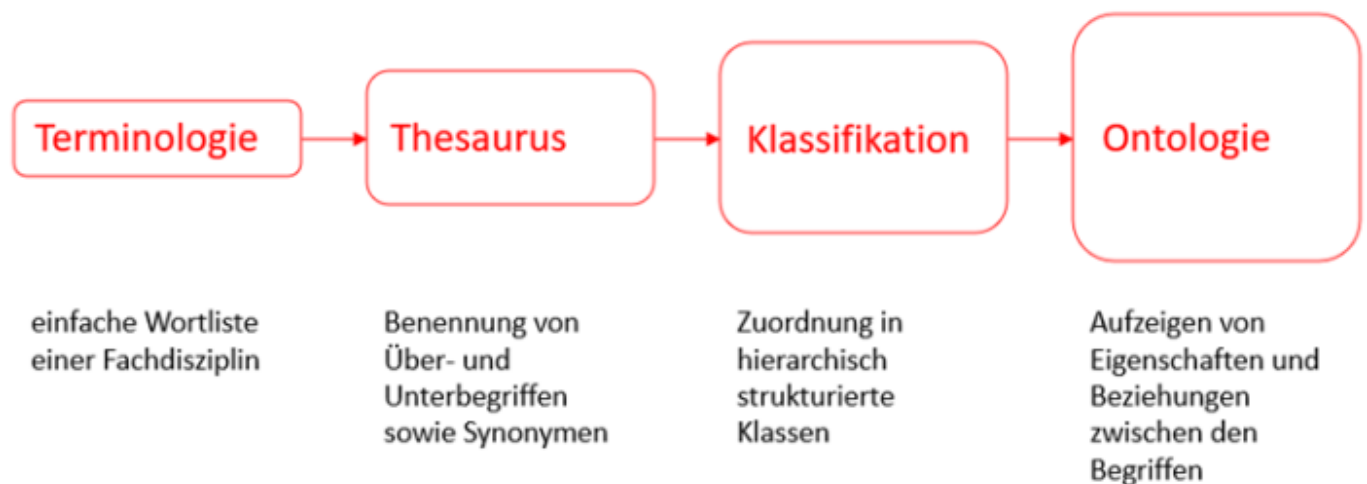 Terminologie
Thesaurus
Klassifikation
Ontologie
einfache Wortliste
einer Fachdisziplin
Benennung von
Über- und
Unterbegriffen
sowie Synonymen
Zuordnung in
hierarchisch
strukturierte
Klassen
Aufzeigen von
Eigenschaften und
Beziehungen
zwischen den
Begriffen